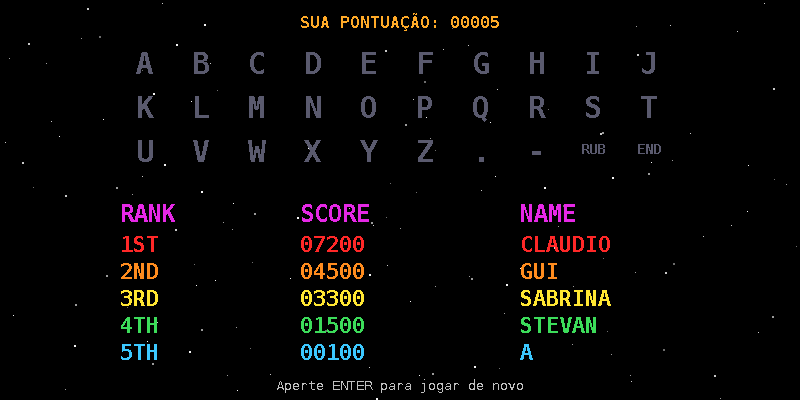 SUA PONTUAÇÃO: 00005
A B C D E F G H I J
K L M N O P Q R S T
U V W X Y Z . - RUB END
RANK SCORE NAME
1ST 07200 CLAUDIO
2ND 04500 GUI
3RD 03300 SABRINA
4TH 01500 STEVAN
5TH 00100 A
Aperte ENTER para jogar de novo